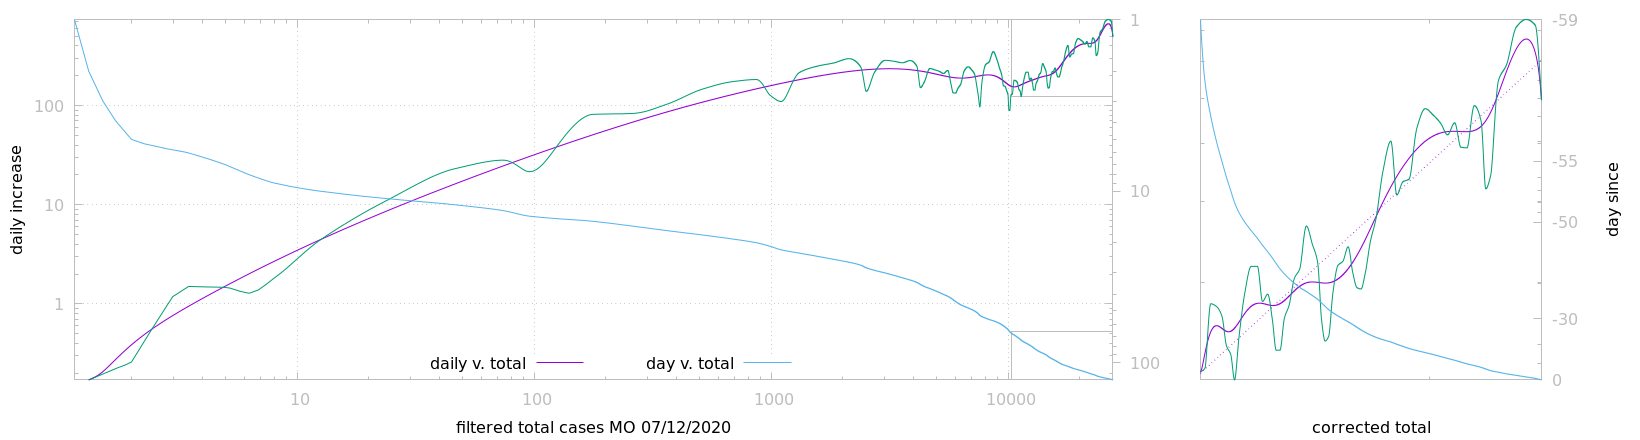 daily increase
100
10
1
10
100
1000
10000
1
10
100
daily v. total
day v. total
filtered total cases MO 07/12/2020
-59
-55
-50
-30
0
day since
corrected total